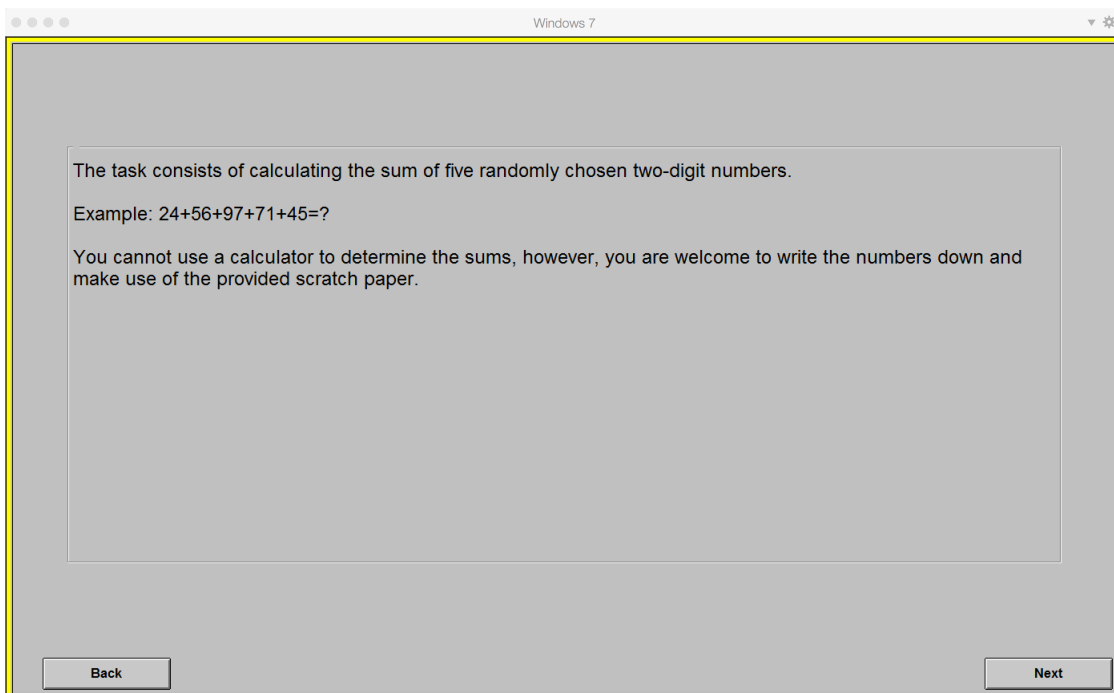 Windows 7
The task consists of calculating the sum of five randomly chosen two-digit numbers.
Example: 24+56+97+71+45=?
You cannot use a calculator to determine the sums, however, you are welcome to write the numbers down and
make use of the provided scratch paper.
Back
Next